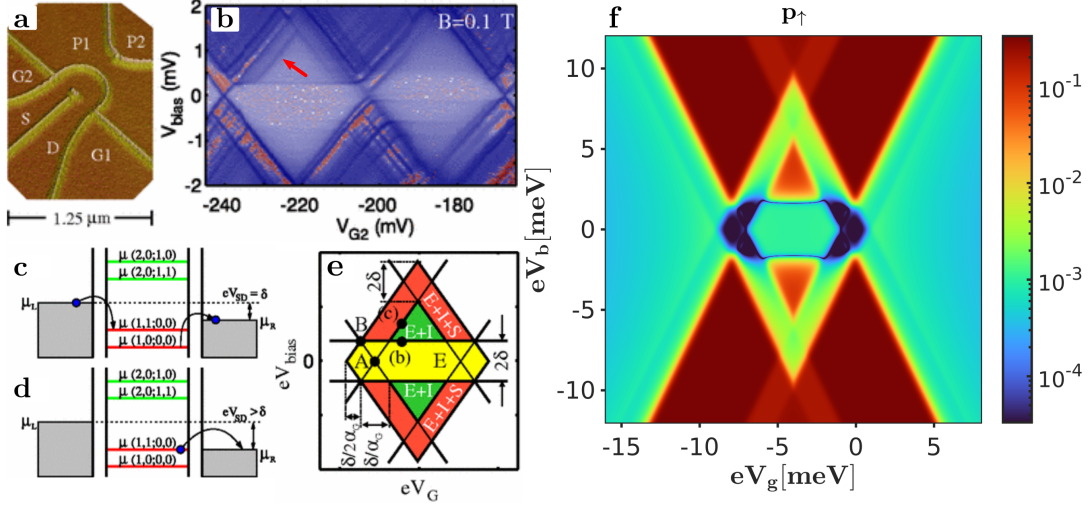 a
P1
P2
G2
S
D
G1
1.25 μm
b
B=0.1 T
V_bias (mV)
2
1
0
-1
-2
-240
-220
-200
-180
V_G2 (mV)
c
μ (2,0;1,0)
μ (2,0;1,1)
μ_L
eV_SD = δ
μ_R
μ (1,1;0,0)
μ (1,0;0,0)
d
μ (2,0;1,0)
μ (2,0;1,1)
μ_L
eV_SD > δ
μ (1,1;0,0)
μ_R
μ (1,0;0,0)
e
2δ
E+I+S
(c)
E+I
B
A
(b)
E
2δ
0
eV_bias
E+I
E+I+S
δ/2α_G
δ/α_G
eV_G
f
p↑
eV_b[meV]
10
5
0
-5
-10
-15
-10
-5
0
5
eV_g[meV]
10^-1
10^-2
10^-3
10^-4